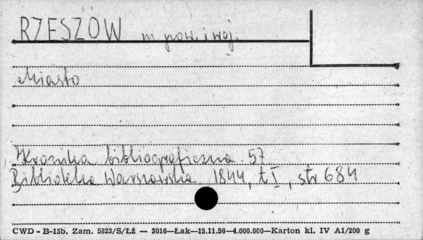 RZESZÓW m. pow. i woj.
Miasto
Kronika bibliograficzna 57
Biblioteka Warszawska 1844, t I, str 684
CWD - B-15b. Zam. 5823/S/Łż — 3016—Łak—15.11.56—4.000.000—Karton kl. IV A1/200 g